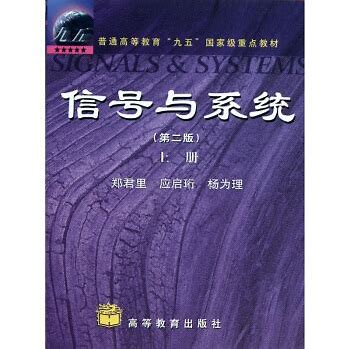 九五
普通高等教育“九五”国家级重点教材
SIGNALS & SYSTEMS
信号与系统
(第二版)
上册
郑君里 应启珩 杨为理
高等教育出版社